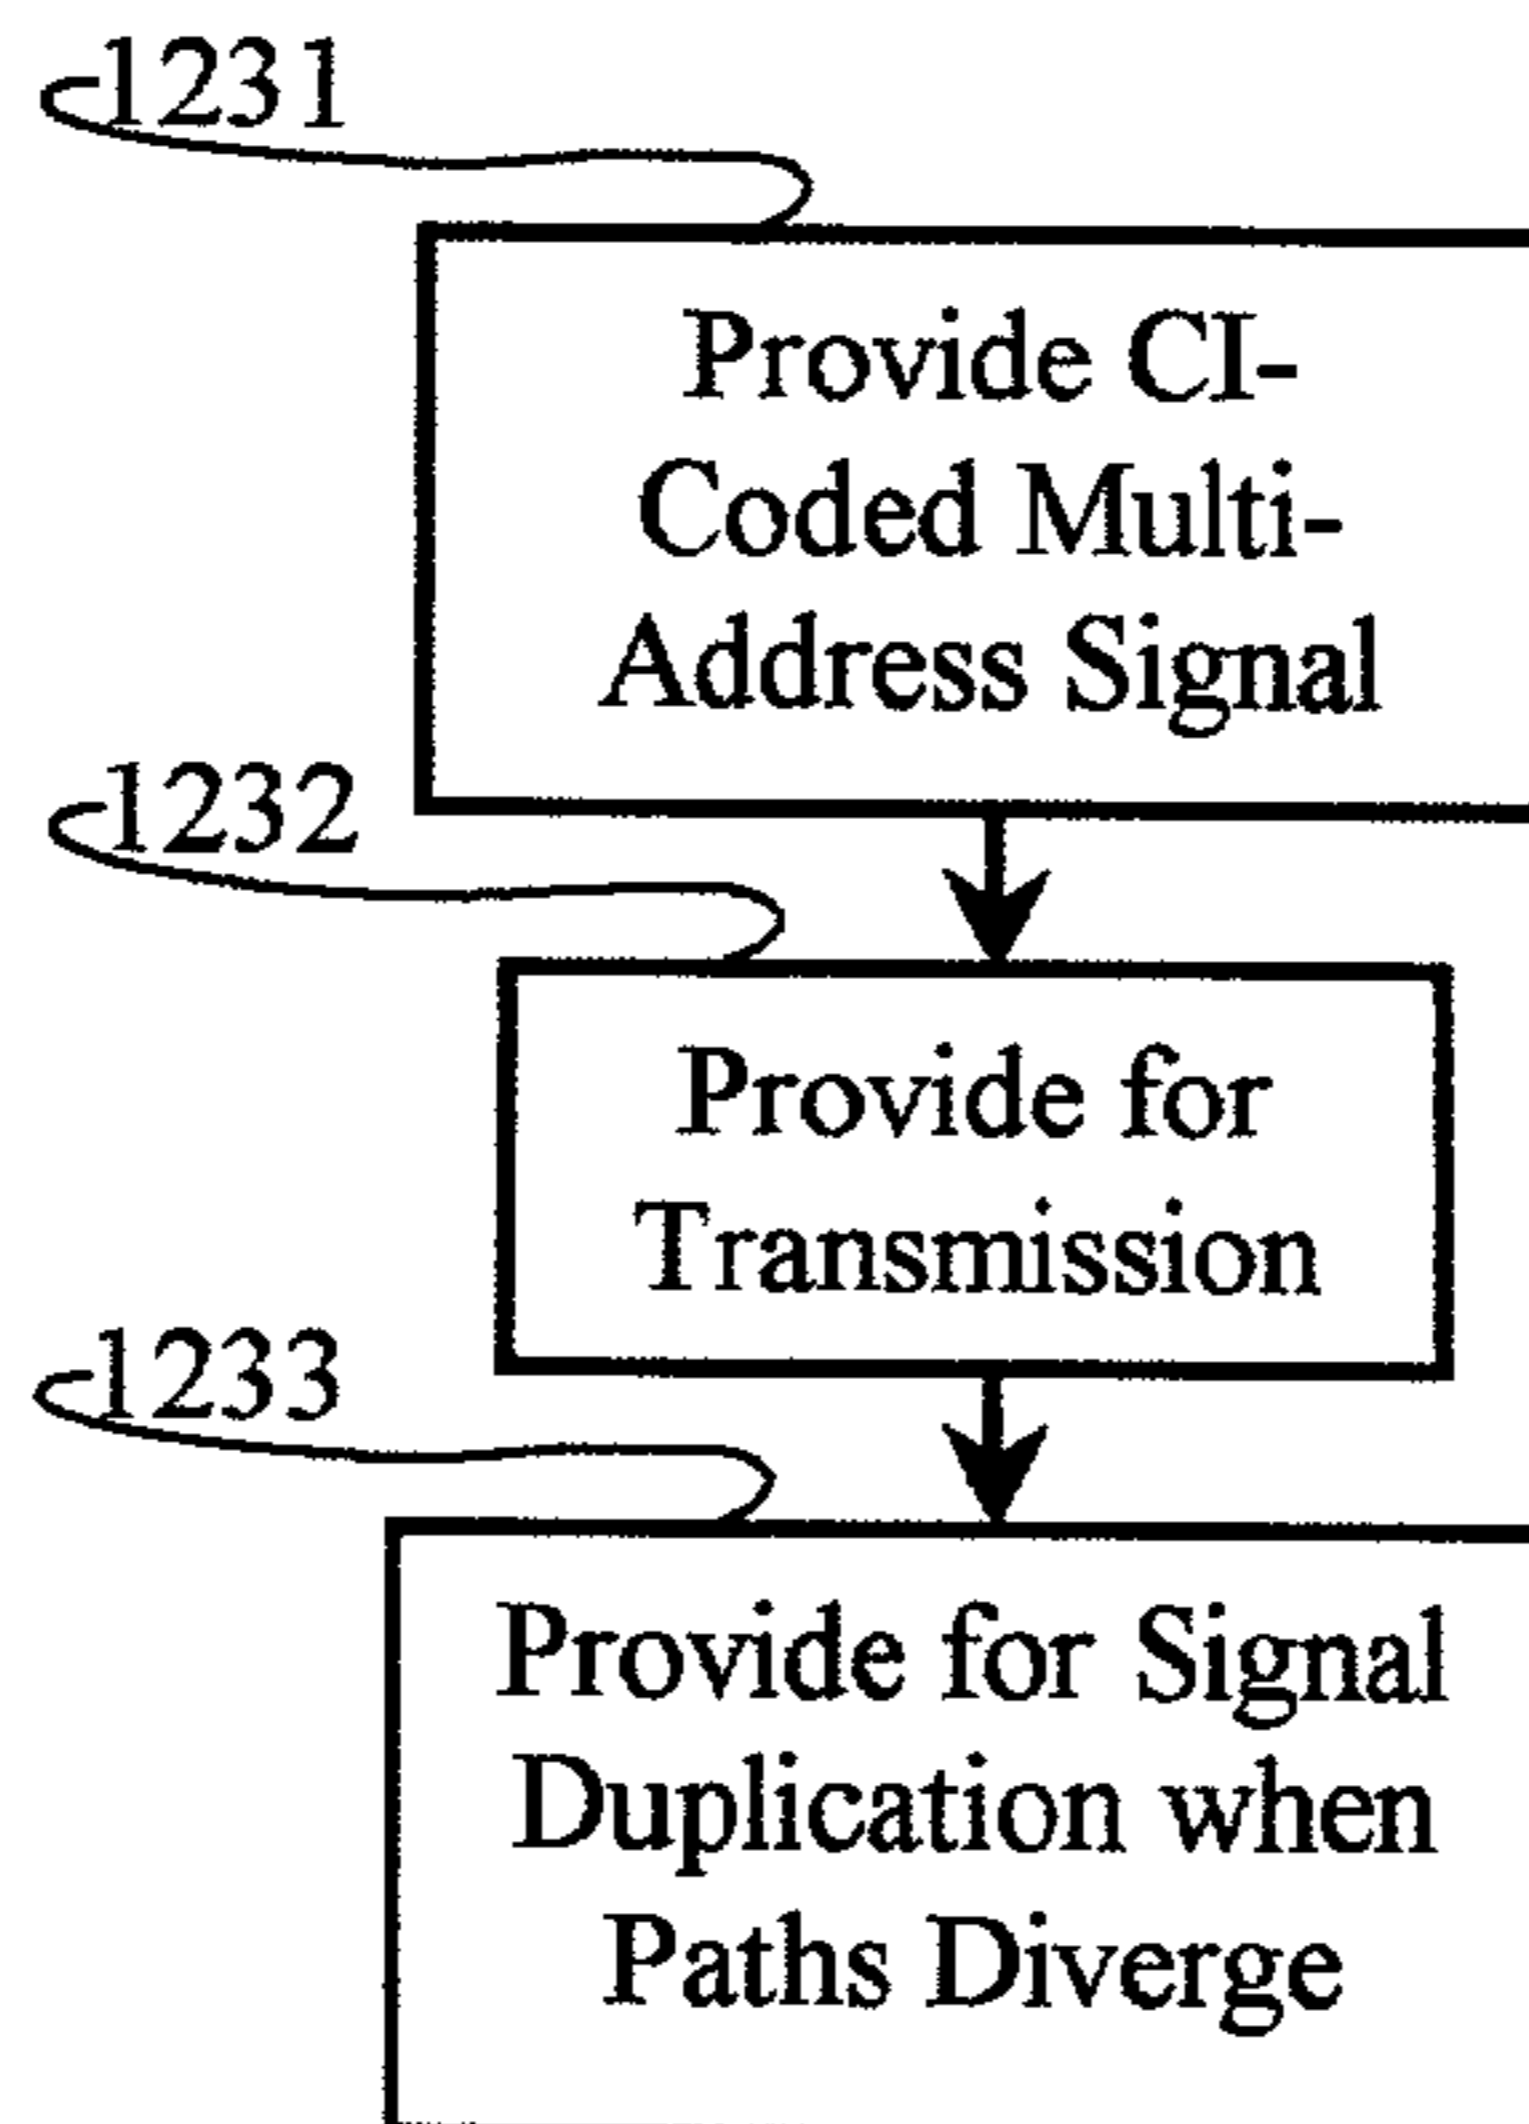 1231
Provide CI-
Coded Multi-
Address Signal
1232
Provide for
Transmission
1233
Provide for Signal
Duplication when
Paths Diverge